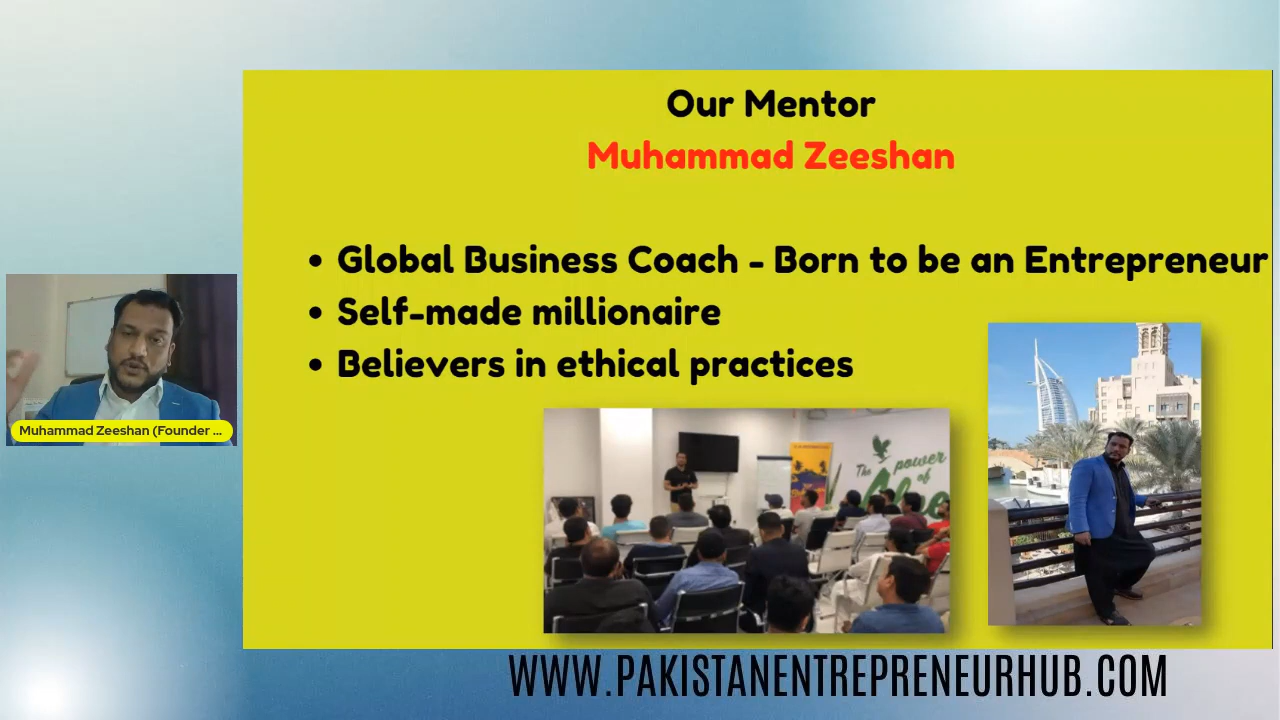 Our Mentor
Muhammad Zeeshan
• Global Business Coach - Born to be an Entrepreneur
• Self-made millionaire
• Believers in ethical practices
Muhammad Zeeshan (Founder ...
The power
of
WWW.PAKISTANENTREPRENEURHUB.COM